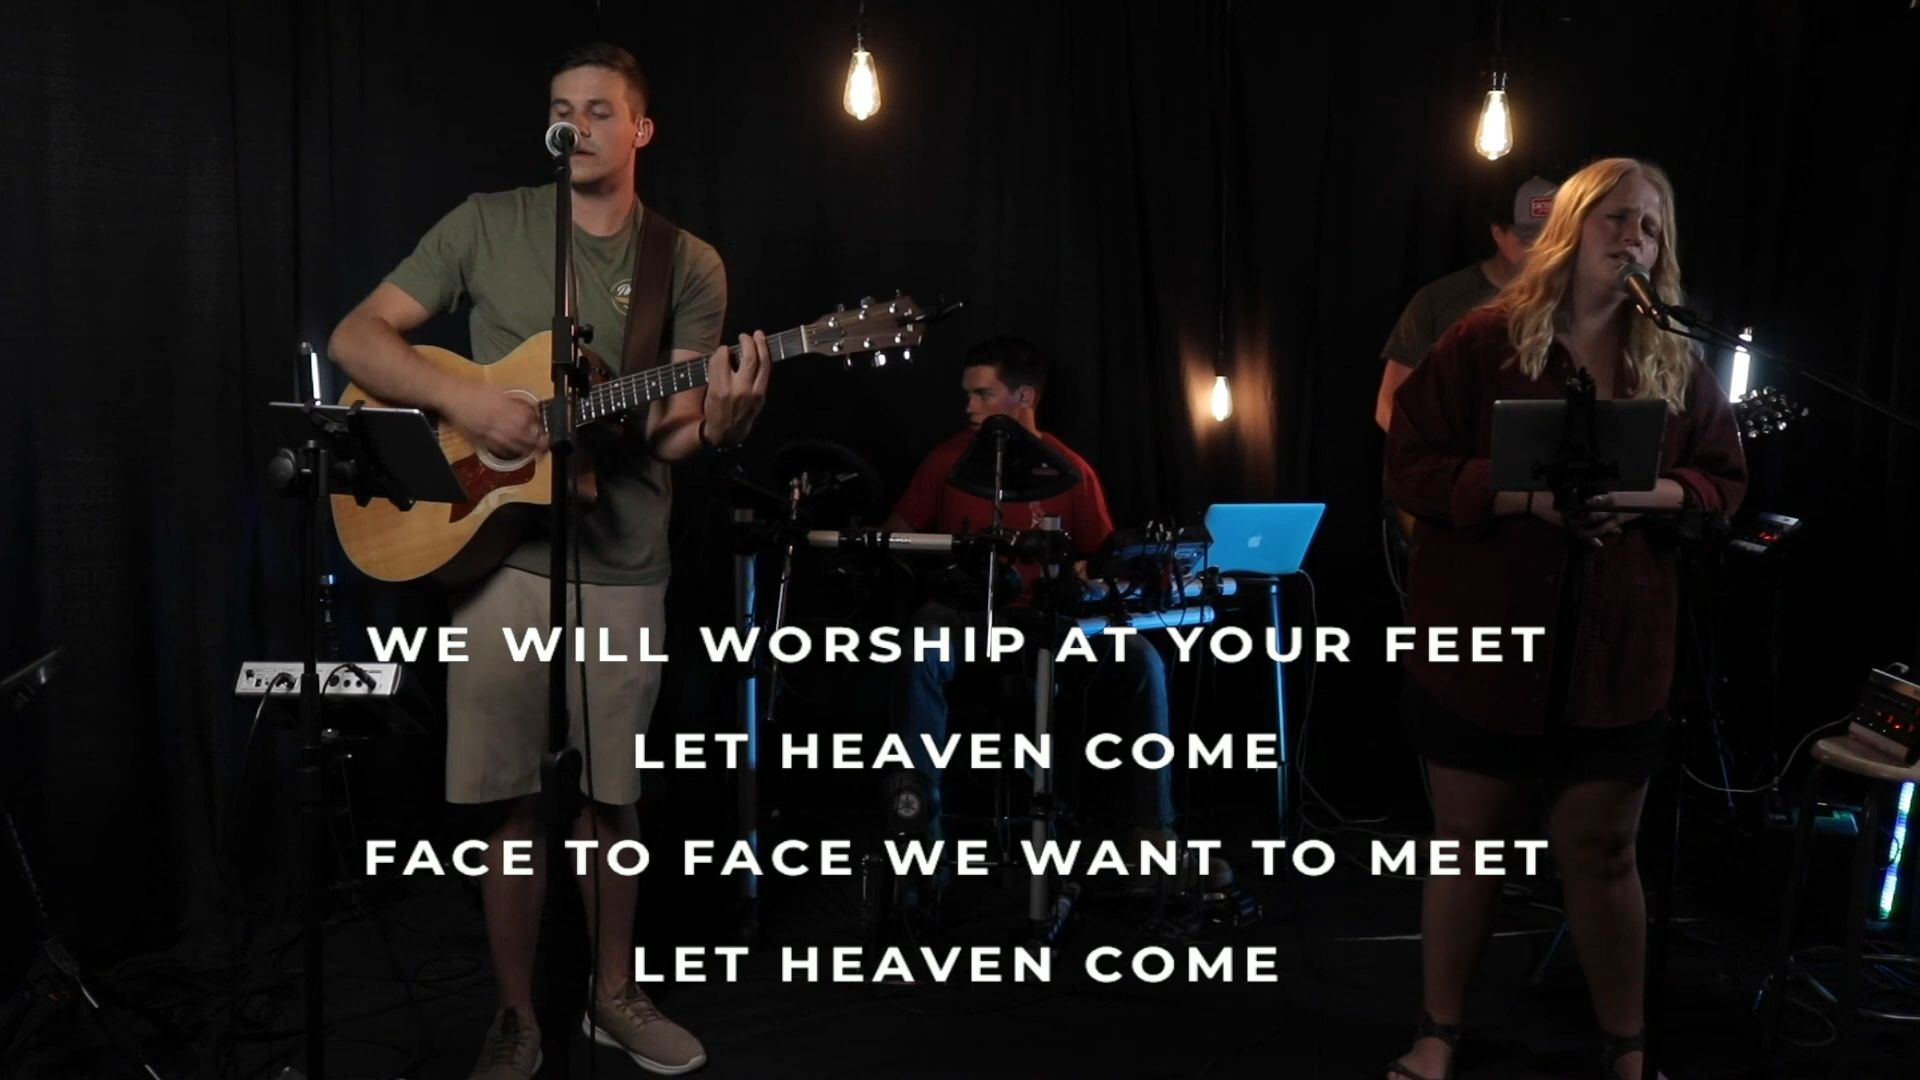 WE WILL WORSHIP AT YOUR FEET
LET HEAVEN COME
FACE TO FACE WE WANT TO MEET
LET HEAVEN COME